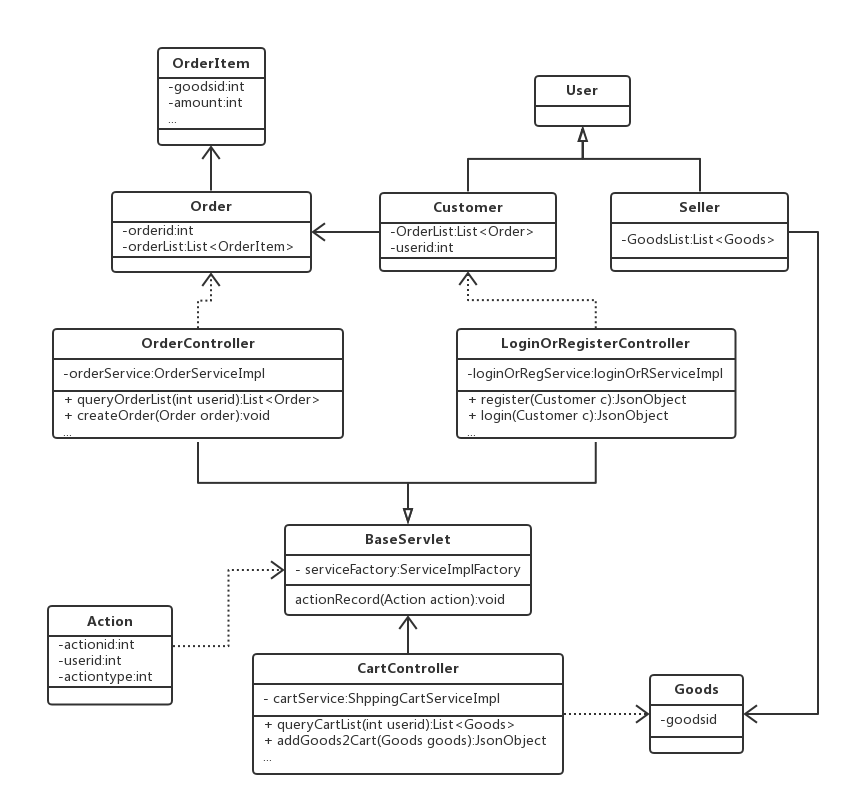 OrderItem
-goodsid:int
-amount:int
...
User
Order
-orderid:int
-orderList:List<OrderItem>
Customer
-OrderList:List<Order>
-userid:int
Seller
-GoodsList:List<Goods>
OrderController
-orderService:OrderServiceImpl
+ queryOrderList(int userid):List<Order>
+ createOrder(Order order):void
...
LoginOrRegisterController
-loginOrRegService:loginOrRServiceImpl
+ register(Customer c):JsonObject
+ login(Customer c):JsonObject
...
BaseServlet
- serviceFactory:ServiceImplFactory
actionRecord(Action action):void
Action
-actionid:int
-userid:int
-actiontype:int
CartController
- cartService:ShppingCartServiceImpl
+ queryCartList(int userid):List<Goods>
+ addGoods2Cart(Goods goods):JsonObject
...
Goods
-goodsid